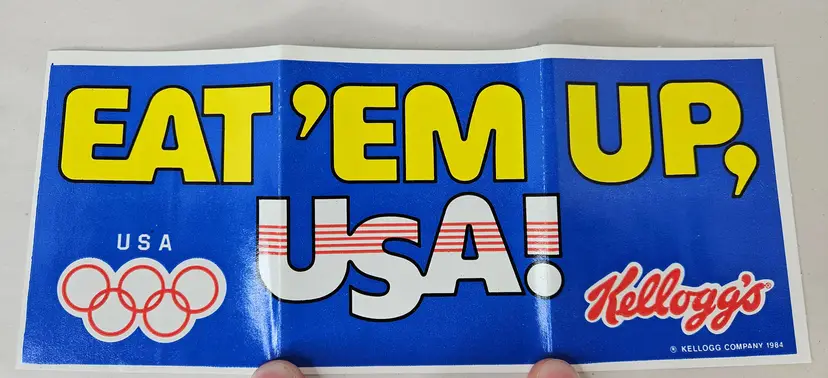 EAT 'EM UP,
USA!
USA
Kellogg's®
® KELLOGG COMPANY 1984